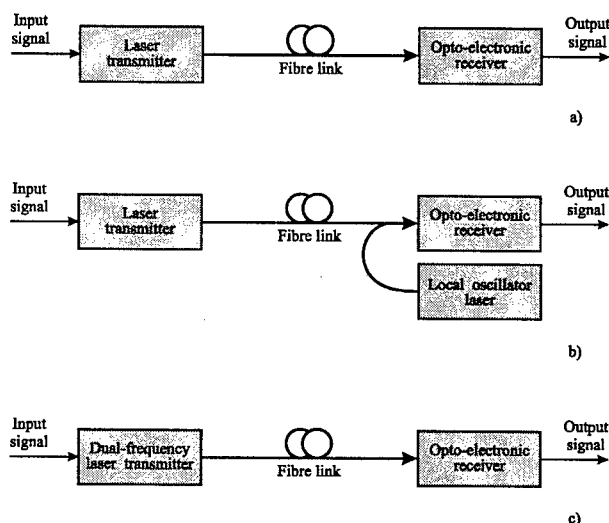 Input
signal
Laser
transmitter
Fibre link
Opto-electronic
receiver
Output
signal
a)
Input
signal
Laser
transmitter
Fibre link
Opto-electronic
receiver
Output
signal
Local oscillator
laser
b)
Input
signal
Dual-frequency
laser transmitter
Fibre link
Opto-electronic
receiver
Output
signal
c)